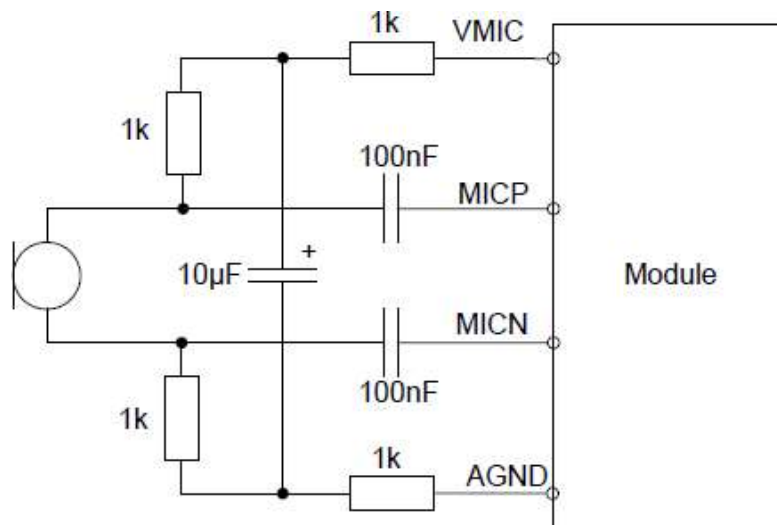 1k
VMIC
1k
100nF
MICP
+
10µF
Module
MICN
100nF
1k
1k
AGND